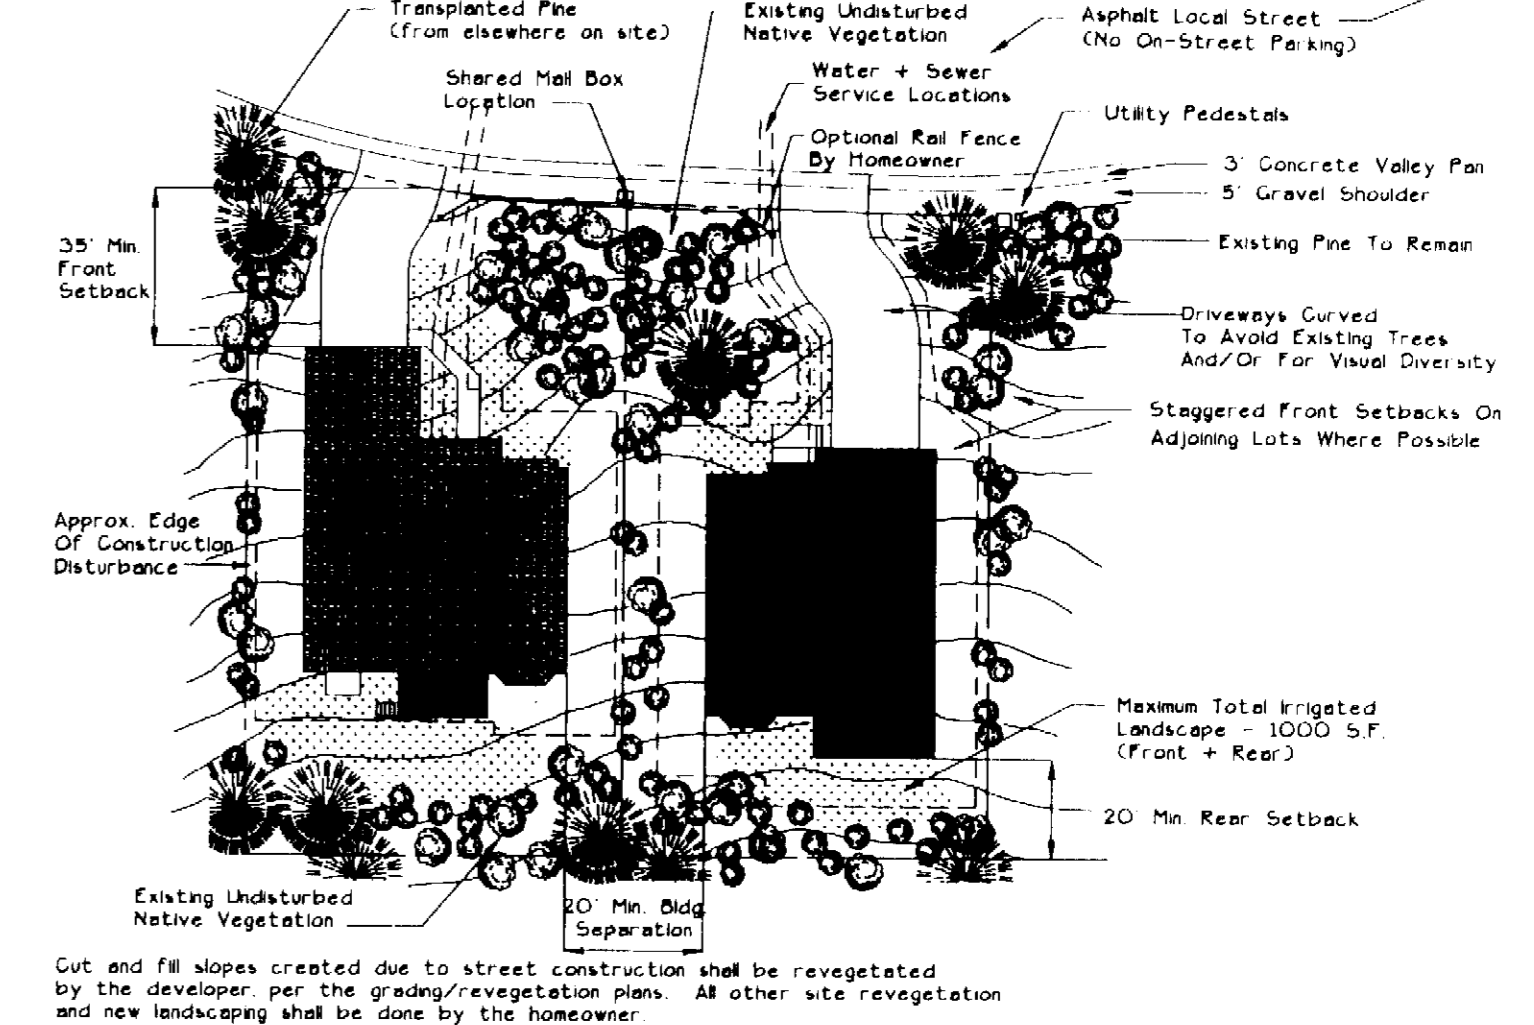 Transplanted Pine
(from elsewhere on site)
Existing Undisturbed
Native Vegetation
Asphalt Local Street
(No On-Street Parking)
Shared Mail Box
Location
Water + Sewer
Service Locations
Utility Pedestals
Optional Rail Fence
By Homeowner
3' Concrete Valley Pan
5' Gravel Shoulder
35' Min.
Front
Setback
Existing Pine To Remain
Driveways Curved
To Avoid Existing Trees
And/Or For Visual Diversity
Staggered Front Setbacks On
Adjoining Lots Where Possible
Approx. Edge
Of Construction
Disturbance
Maximum Total Irrigated
Landscape - 1000 S.F.
(Front + Rear)
20' Min. Rear Setback
Existing Undisturbed
Native Vegetation
20' Min. Bldg
Separation
Cut and fill slopes created due to street construction shall be revegetated
by the developer, per the grading/revegetation plans. All other site revegetation
and new landscaping shall be done by the homeowner.